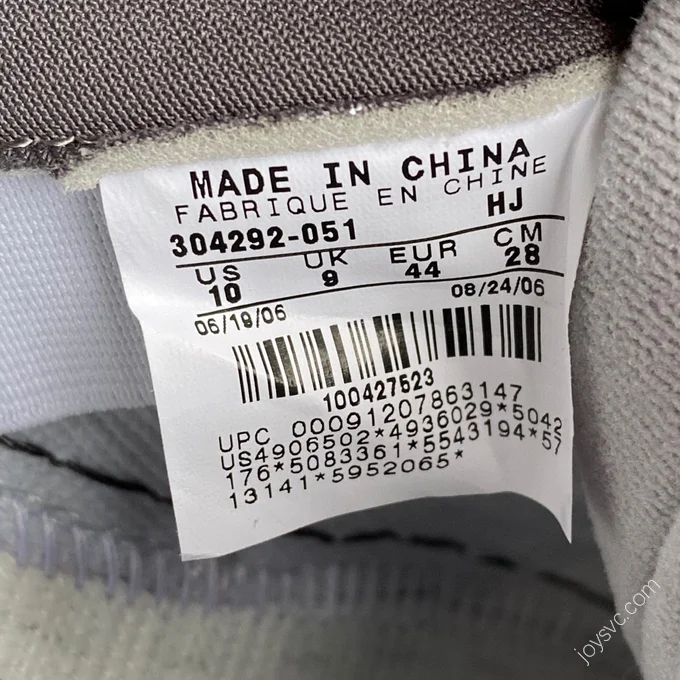 MADE IN CHINA
FABRIQUE EN CHINE
304292-051 HJ
US UK EUR CM
10 9 44 28
06/19/06 08/24/06
100427523
UPC 00091207863147
US4906502*4936029*5042
176*5083361*5543194*57
13141*5952065*
joysvc.com